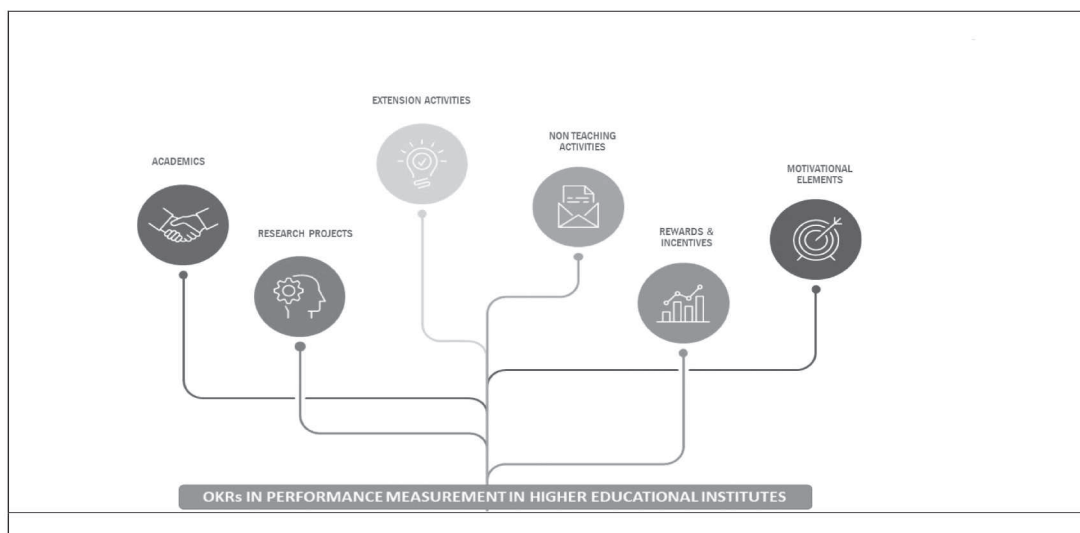 EXTENSION ACTIVITIES
NON TEACHING
ACTIVITIES
ACADEMICS
MOTIVATIONAL
ELEMENTS
RESEARCH PROJECTS
REWARDS &
INCENTIVES
OKRs IN PERFORMANCE MEASUREMENT IN HIGHER EDUCATIONAL INSTITUTES